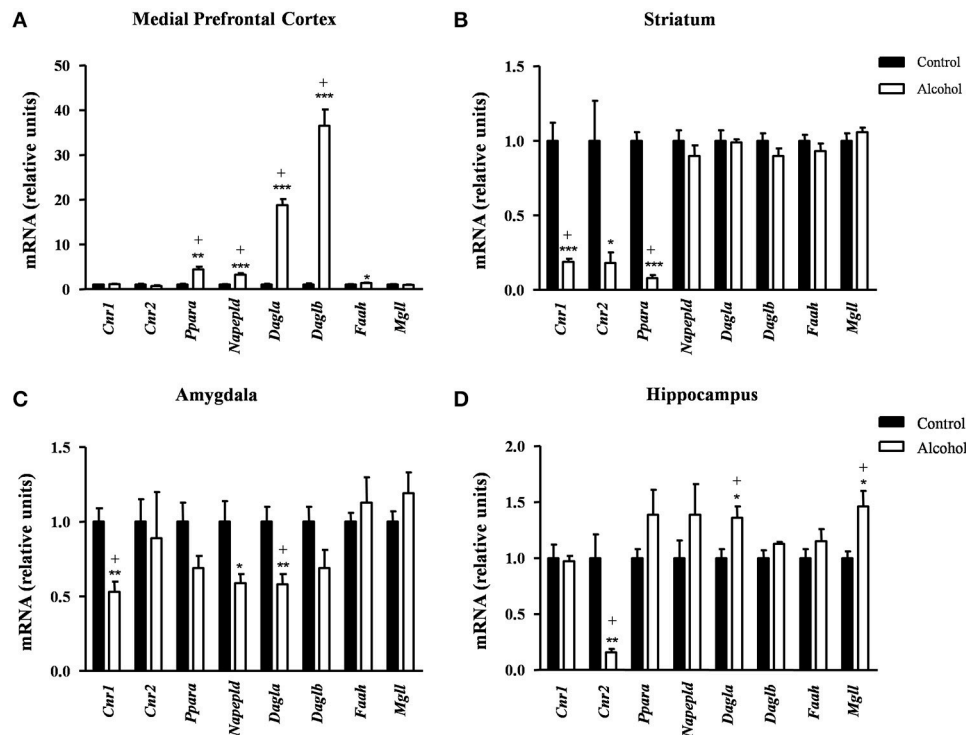 A Medial Prefrontal Cortex
mRNA (relative units)
50
40
30
20
10
0
+
**
+
***
+
***
+
***
*
Cnr1 Cnr2 Ppara Napepld Dagla Daglb Faah Mgll
B Striatum
Control
Alcohol
mRNA (relative units)
1.5
1.0
0.5
0.0
+
***
*
+
***
Cnr1 Cnr2 Ppara Napepld Dagla Daglb Faah Mgll
C Amygdala
mRNA (relative units)
1.5
1.0
0.5
0.0
+
**
*
+
**
Cnr1 Cnr2 Ppara Napepld Dagla Daglb Faah Mgll
D Hippocampus
Control
Alcohol
mRNA (relative units)
2.0
1.5
1.0
0.5
0.0
+
**
+
*
+
*
Cnr1 Cnr2 Ppara Napepld Dagla Daglb Faah Mgll